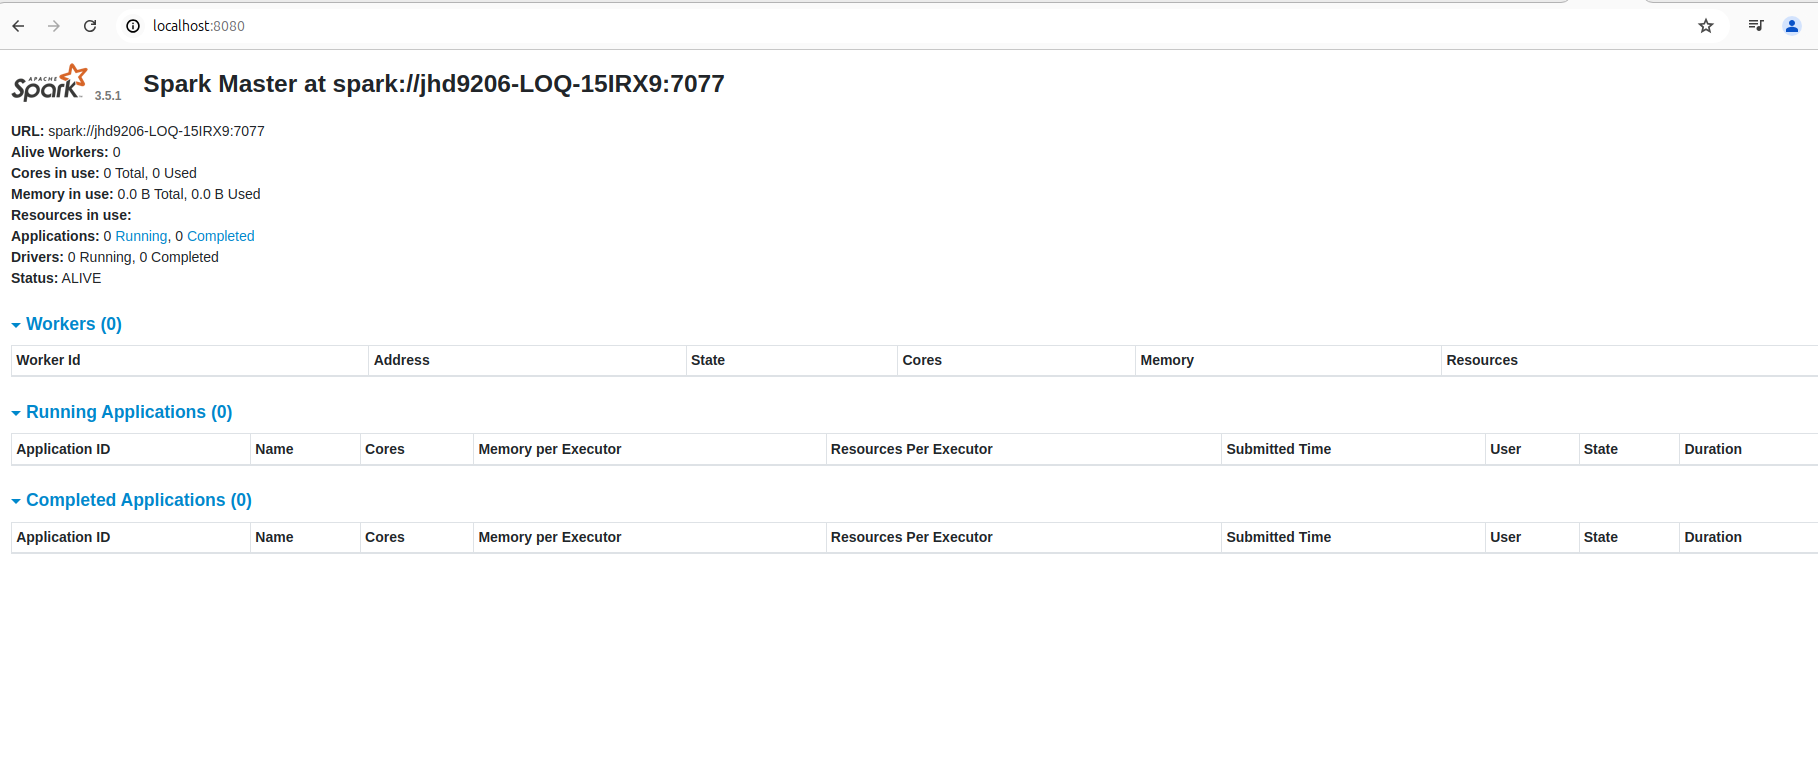 localhost:8080
APACHE
Spark 3.5.1 Spark Master at spark://jhd9206-LOQ-15IRX9:7077
URL: spark://jhd9206-LOQ-15IRX9:7077
Alive Workers: 0
Cores in use: 0 Total, 0 Used
Memory in use: 0.0 B Total, 0.0 B Used
Resources in use:
Applications: 0 Running, 0 Completed
Drivers: 0 Running, 0 Completed
Status: ALIVE
Workers (0)
Worker Id Address State Cores Memory Resources
Running Applications (0)
Application ID Name Cores Memory per Executor Resources Per Executor Submitted Time User State Duration
Completed Applications (0)
Application ID Name Cores Memory per Executor Resources Per Executor Submitted Time User State Duration